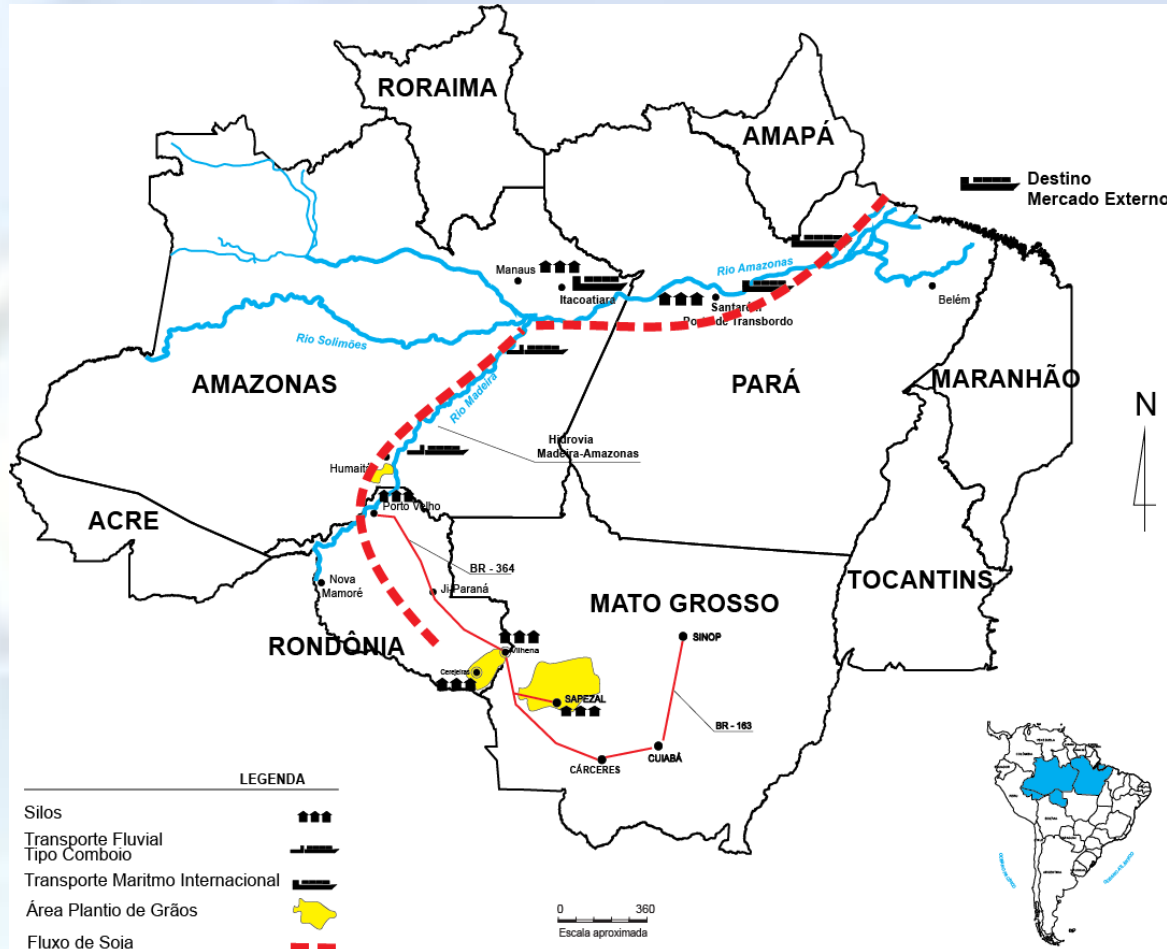 RORAIMA
AMAPÁ
Destino
Mercado Externo
Rio Amazonas
Manaus
Itacoatiara
Santarém
Porto de Transbordo
Belém
Rio Solimões
AMAZONAS
Rio Madeira
PARÁ
MARANHÃO
N
Hidrovia
Madeira-Amazonas
Humaitá
Porto Velho
ACRE
BR - 364
Nova
Mamoré
Ji-Paraná
TOCANTINS
MATO GROSSO
RONDÔNIA
Vilhena
SINOP
Cerejeiras
SAPEZAL
BR - 163
CUIABÁ
CÁRCERES
LEGENDA
Silos
Transporte Fluvial
Tipo Comboio
Transporte Maritmo Internacional
Área Plantio de Grãos
Fluxo de Soja
0 360
Escala aproximada